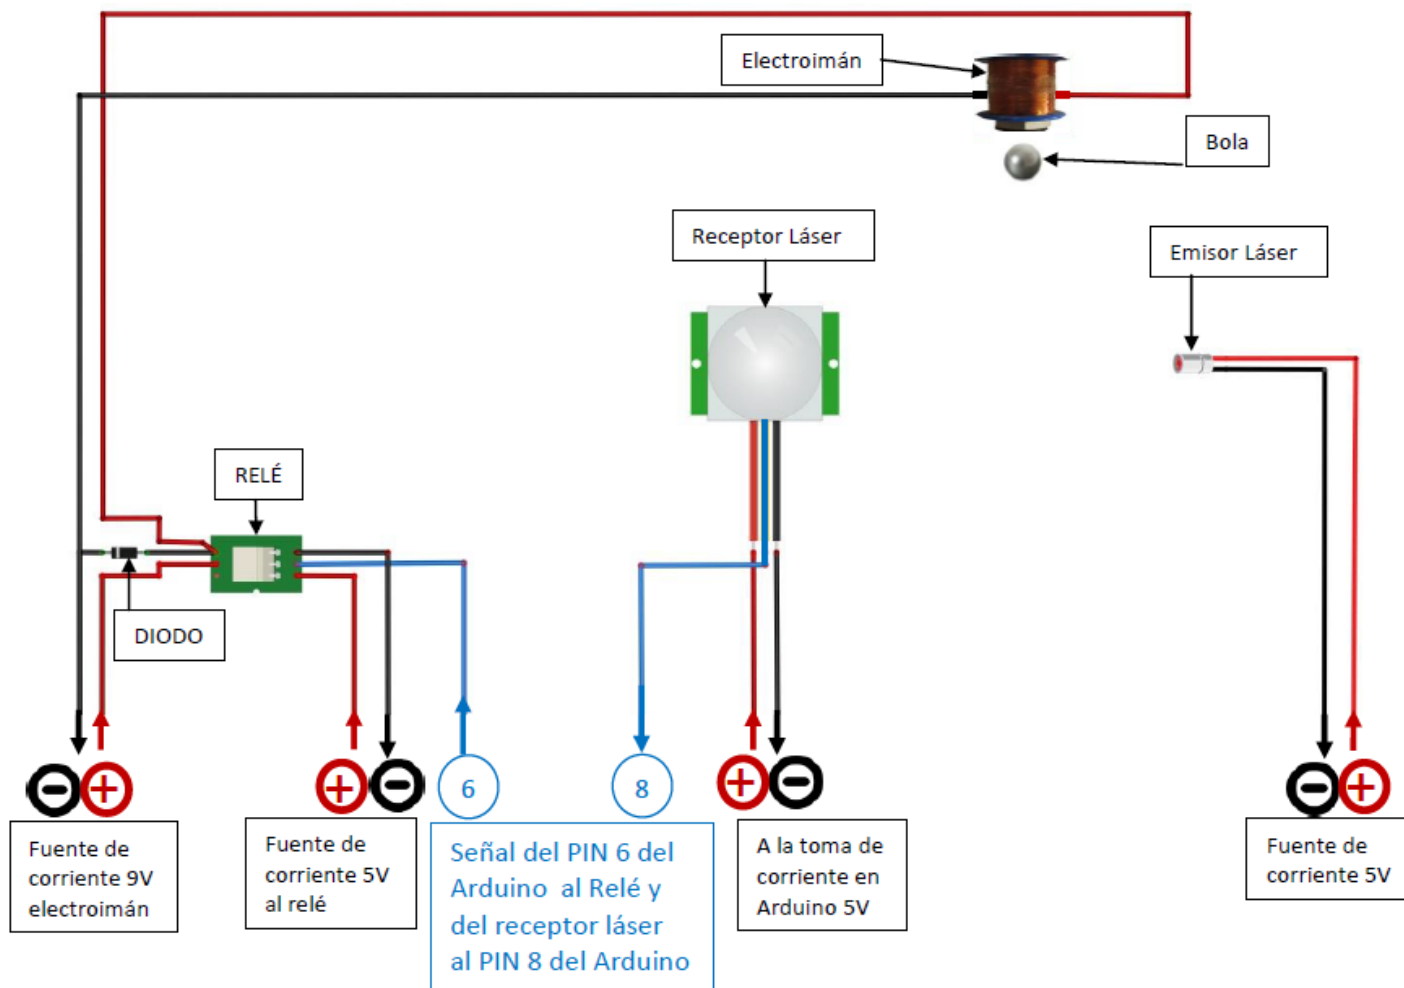 Electroimán
Bola
Receptor Láser
Emisor Láser
RELÉ
DIODO
6
8
Fuente de
corriente 9V
electroimán
Fuente de
corriente 5V
al relé
Señal del PIN 6 del
Arduino al Relé y
del receptor láser
al PIN 8 del Arduino
A la toma de
corriente en
Arduino 5V
Fuente de
corriente 5V